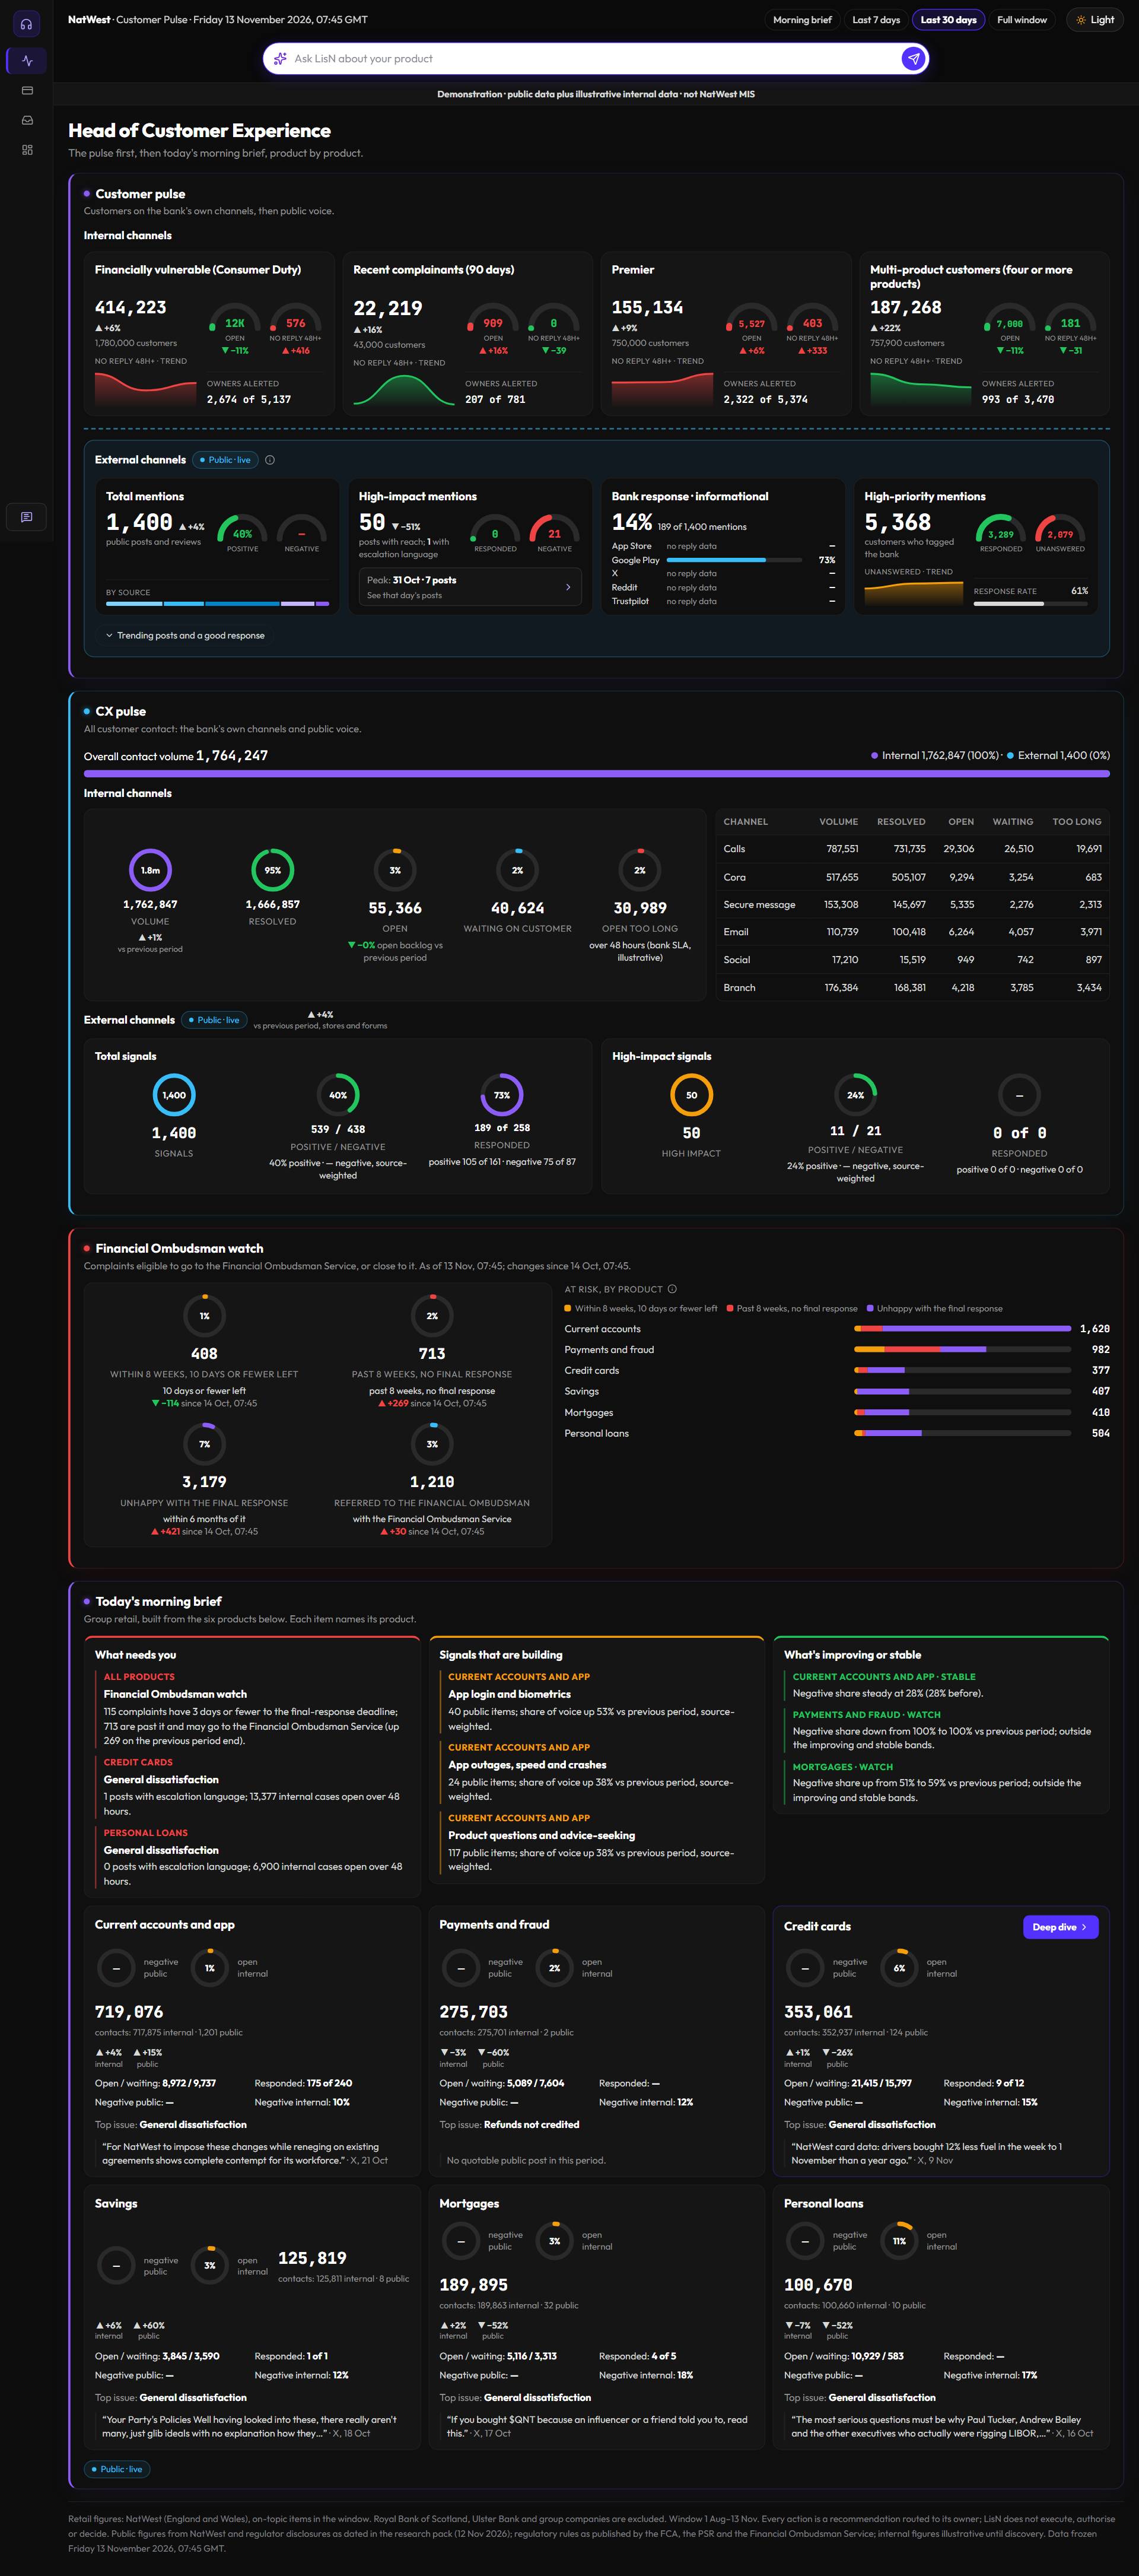 NatWest · Customer Pulse · Friday 13 November 2026, 07:45 GMT
Morning brief
Last 7 days
Last 30 days
Full window
Light
Ask LisN about your product
Demonstration · public data plus illustrative internal data · not NatWest MIS
Head of Customer Experience
The pulse first, then today's morning brief, product by product.
Customer pulse
Customers on the bank's own channels, then public voice.
Internal channels
Financially vulnerable (Consumer Duty)
414,223
▲ +6%
1,780,000 customers
12K
OPEN
▼ −11%
576
NO REPLY 48H+
▲ +416
NO REPLY 48H+ · TREND
OWNERS ALERTED
2,674 of 5,137
Recent complainants (90 days)
22,219
▲ +16%
43,000 customers
909
OPEN
▲ +16%
0
NO REPLY 48H+
▼ −39
NO REPLY 48H+ · TREND
OWNERS ALERTED
207 of 781
Premier
155,134
▲ +9%
750,000 customers
5,527
OPEN
▲ +6%
403
NO REPLY 48H+
▲ +333
NO REPLY 48H+ · TREND
OWNERS ALERTED
2,322 of 5,374
Multi-product customers (four or more
products)
187,268
▲ +22%
757,900 customers
7,000
OPEN
▼ −11%
181
NO REPLY 48H+
▼ −31
NO REPLY 48H+ · TREND
OWNERS ALERTED
993 of 3,470
External channels
Public · live
Total mentions
1,400 ▲ +4%
public posts and reviews
40%
POSITIVE
—
NEGATIVE
BY SOURCE
High-impact mentions
50 ▼ −51%
posts with reach; 1 with
escalation language
0
RESPONDED
21
NEGATIVE
Peak: 31 Oct · 7 posts
See that day's posts
Bank response · informational
14% 189 of 1,400 mentions
App Store no reply data —
Google Play 73%
X no reply data —
Reddit no reply data —
Trustpilot no reply data —
High-priority mentions
5,368
customers who tagged
the bank
3,289
RESPONDED
2,079
UNANSWERED
UNANSWERED · TREND
RESPONSE RATE 61%
Trending posts and a good response
CX pulse
All customer contact: the bank's own channels and public voice.
Overall contact volume 1,764,247
Internal 1,762,847 (100%) · External 1,400 (0%)
Internal channels
1.8m
1,762,847
VOLUME
▲ +1%
vs previous period
95%
1,666,857
RESOLVED
3%
55,366
OPEN
▼ −0% open backlog vs
previous period
2%
40,624
WAITING ON CUSTOMER
2%
30,989
OPEN TOO LONG
over 48 hours (bank SLA,
illustrative)
CHANNEL VOLUME RESOLVED OPEN WAITING TOO LONG
Calls 787,551 731,735 29,306 26,510 19,691
Cora 517,655 505,107 9,294 3,254 683
Secure message 153,308 145,697 5,335 2,276 2,313
Email 110,739 100,418 6,264 4,057 3,971
Social 17,210 15,519 949 742 897
Branch 176,384 168,381 4,218 3,785 3,434
External channels
Public · live
▲ +4%
vs previous period, stores and forums
Total signals
1,400
1,400
SIGNALS
40%
539 / 438
POSITIVE / NEGATIVE
40% positive · — negative, source-
weighted
73%
189 of 258
RESPONDED
positive 105 of 161 · negative 75 of 87
High-impact signals
50
50
HIGH IMPACT
24%
11 / 21
POSITIVE / NEGATIVE
24% positive · — negative, source-
weighted
—
0 of 0
RESPONDED
positive 0 of 0 · negative 0 of 0
Financial Ombudsman watch
Complaints eligible to go to the Financial Ombudsman Service, or close to it. As of 13 Nov, 07:45; changes since 14 Oct, 07:45.
1%
408
WITHIN 8 WEEKS, 10 DAYS OR FEWER LEFT
10 days or fewer left
▼ −114 since 14 Oct, 07:45
2%
713
PAST 8 WEEKS, NO FINAL RESPONSE
past 8 weeks, no final response
▲ +269 since 14 Oct, 07:45
7%
3,179
UNHAPPY WITH THE FINAL RESPONSE
within 6 months of it
▲ +421 since 14 Oct, 07:45
3%
1,210
REFERRED TO THE FINANCIAL OMBUDSMAN
with the Financial Ombudsman Service
▲ +30 since 14 Oct, 07:45
AT RISK, BY PRODUCT
Within 8 weeks, 10 days or fewer left Past 8 weeks, no final response Unhappy with the final response
Current accounts 1,620
Payments and fraud 982
Credit cards 377
Savings 407
Mortgages 410
Personal loans 504
Today's morning brief
Group retail, built from the six products below. Each item names its product.
What needs you
ALL PRODUCTS
Financial Ombudsman watch
115 complaints have 3 days or fewer to the final-response deadline;
713 are past it and may go to the Financial Ombudsman Service (up
269 on the previous period end).
CREDIT CARDS
General dissatisfaction
1 posts with escalation language; 13,377 internal cases open over 48
hours.
PERSONAL LOANS
General dissatisfaction
0 posts with escalation language; 6,900 internal cases open over 48
hours.
Signals that are building
CURRENT ACCOUNTS AND APP
App login and biometrics
40 public items; share of voice up 53% vs previous period, source-
weighted.
CURRENT ACCOUNTS AND APP
App outages, speed and crashes
24 public items; share of voice up 38% vs previous period, source-
weighted.
CURRENT ACCOUNTS AND APP
Product questions and advice-seeking
117 public items; share of voice up 38% vs previous period, source-
weighted.
What's improving or stable
CURRENT ACCOUNTS AND APP · STABLE
Negative share steady at 28% (28% before).
PAYMENTS AND FRAUD · WATCH
Negative share down from 100% to 100% vs previous period; outside
the improving and stable bands.
MORTGAGES · WATCH
Negative share up from 51% to 59% vs previous period; outside the
improving and stable bands.
Current accounts and app
— negative public
1% open internal
719,076
contacts: 717,875 internal · 1,201 public
▲ +4% ▲ +15%
internal public
Open / waiting: 8,972 / 9,737 Responded: 175 of 240
Negative public: — Negative internal: 10%
Top issue: General dissatisfaction
“For NatWest to impose these changes while reneging on existing
agreements shows complete contempt for its workforce.” · X, 21 Oct
Payments and fraud
— negative public
2% open internal
275,703
contacts: 275,701 internal · 2 public
▼ −3% ▼ −60%
internal public
Open / waiting: 5,089 / 7,604 Responded: —
Negative public: — Negative internal: 12%
Top issue: Refunds not credited
No quotable public post in this period.
Credit cards
Deep dive
— negative public
6% open internal
353,061
contacts: 352,937 internal · 124 public
▲ +1% ▼ −26%
internal public
Open / waiting: 21,415 / 15,797 Responded: 9 of 12
Negative public: — Negative internal: 15%
Top issue: General dissatisfaction
“NatWest card data: drivers bought 12% less fuel in the week to 1
November than a year ago.” · X, 9 Nov
Savings
— negative public
3% open internal
125,819
contacts: 125,811 internal · 8 public
▲ +6% ▲ +60%
internal public
Open / waiting: 3,845 / 3,590 Responded: 1 of 1
Negative public: — Negative internal: 12%
Top issue: General dissatisfaction
“Your Party's Policies Well having looked into these, there really aren't
many, just glib ideals with no explanation how they…” · X, 18 Oct
Mortgages
— negative public
3% open internal
189,895
contacts: 189,863 internal · 32 public
▲ +2% ▼ −52%
internal public
Open / waiting: 5,116 / 3,313 Responded: 4 of 5
Negative public: — Negative internal: 18%
Top issue: General dissatisfaction
“If you bought $QNT because an influencer or a friend told you to, read
this.” · X, 17 Oct
Personal loans
— negative public
11% open internal
100,670
contacts: 100,660 internal · 10 public
▼ −7% ▼ −52%
internal public
Open / waiting: 10,929 / 583 Responded: —
Negative public: — Negative internal: 17%
Top issue: General dissatisfaction
“The most serious questions must be why Paul Tucker, Andrew Bailey
and the other executives who actually were rigging LIBOR,…” · X, 16 Oct
Public · live
Retail figures: NatWest (England and Wales), on-topic items in the window. Royal Bank of Scotland, Ulster Bank and group companies are excluded. Window 1 Aug–13 Nov. Every action is a recommendation routed to its owner; LisN does not execute, authorise
or decide. Public figures from NatWest and regulator disclosures as dated in the research pack (12 Nov 2026); regulatory rules as published by the FCA, the PSR and the Financial Ombudsman Service; internal figures illustrative until discovery. Data frozen
Friday 13 November 2026, 07:45 GMT.